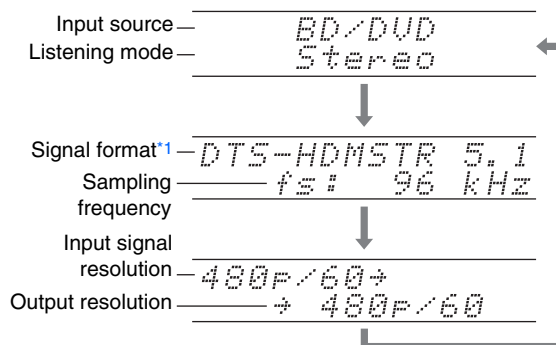 Input source
BD/DVD
Listening mode
Stereo
Signal format*1
DTS-HDMSTR 5.1
Sampling
frequency
fs: 96 kHz
Input signal
resolution
480p/60→
Output resolution
→ 480p/60